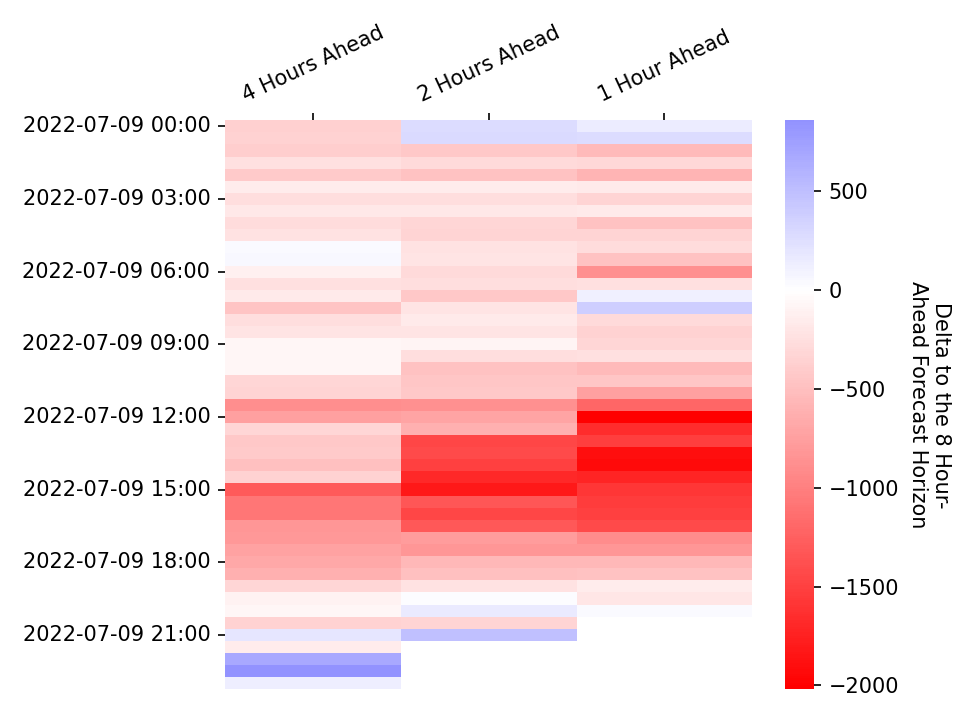 4 Hours Ahead
2 Hours Ahead
1 Hour Ahead
2022-07-09 00:00
2022-07-09 03:00
2022-07-09 06:00
2022-07-09 09:00
2022-07-09 12:00
2022-07-09 15:00
2022-07-09 18:00
2022-07-09 21:00
500
0
−500
−1000
−1500
−2000
Delta to the 8 Hour-
Ahead Forecast Horizon